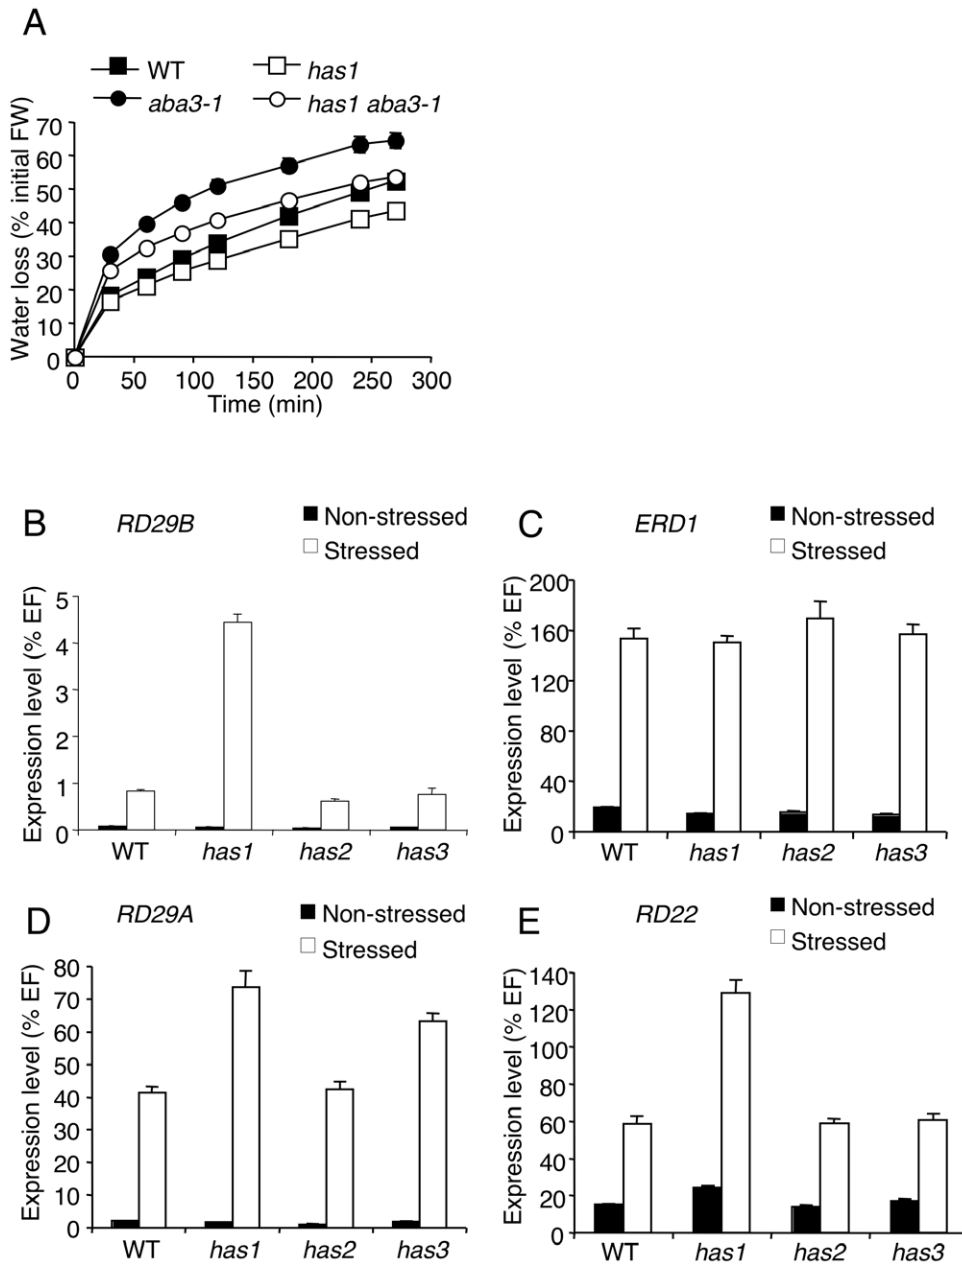 A
WT
has1
aba3-1
has1 aba3-1
Water loss (% initial FW)
70
60
50
40
30
20
10
0
0 50 100 150 200 250 300
Time (min)
B
RD29B
Non-stressed
Stressed
Expression level (% EF)
5
4
3
2
1
0
WT has1 has2 has3
C
ERD1
Non-stressed
Stressed
Expression level (% EF)
200
160
120
80
40
0
WT has1 has2 has3
D
RD29A
Non-stressed
Stressed
Expression level (% EF)
80
70
60
50
40
30
20
10
0
WT has1 has2 has3
E
RD22
Non-stressed
Stressed
Expression level (% EF)
140
120
100
80
60
40
20
0
WT has1 has2 has3